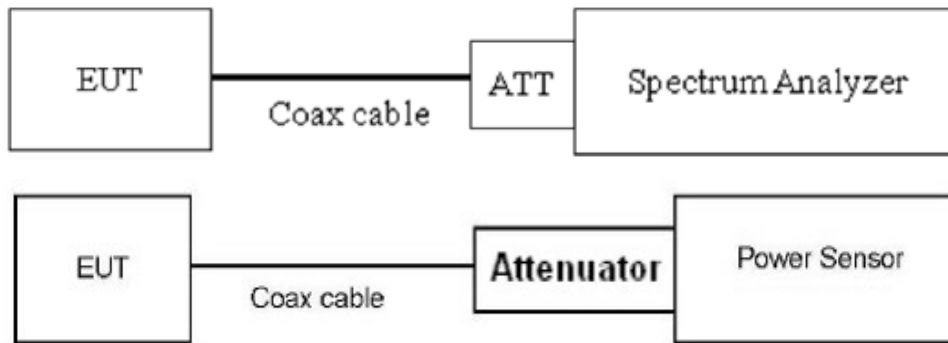 EUT
Coax cable
ATT
Spectrum Analyzer
EUT
Coax cable
Attenuator
Power Sensor